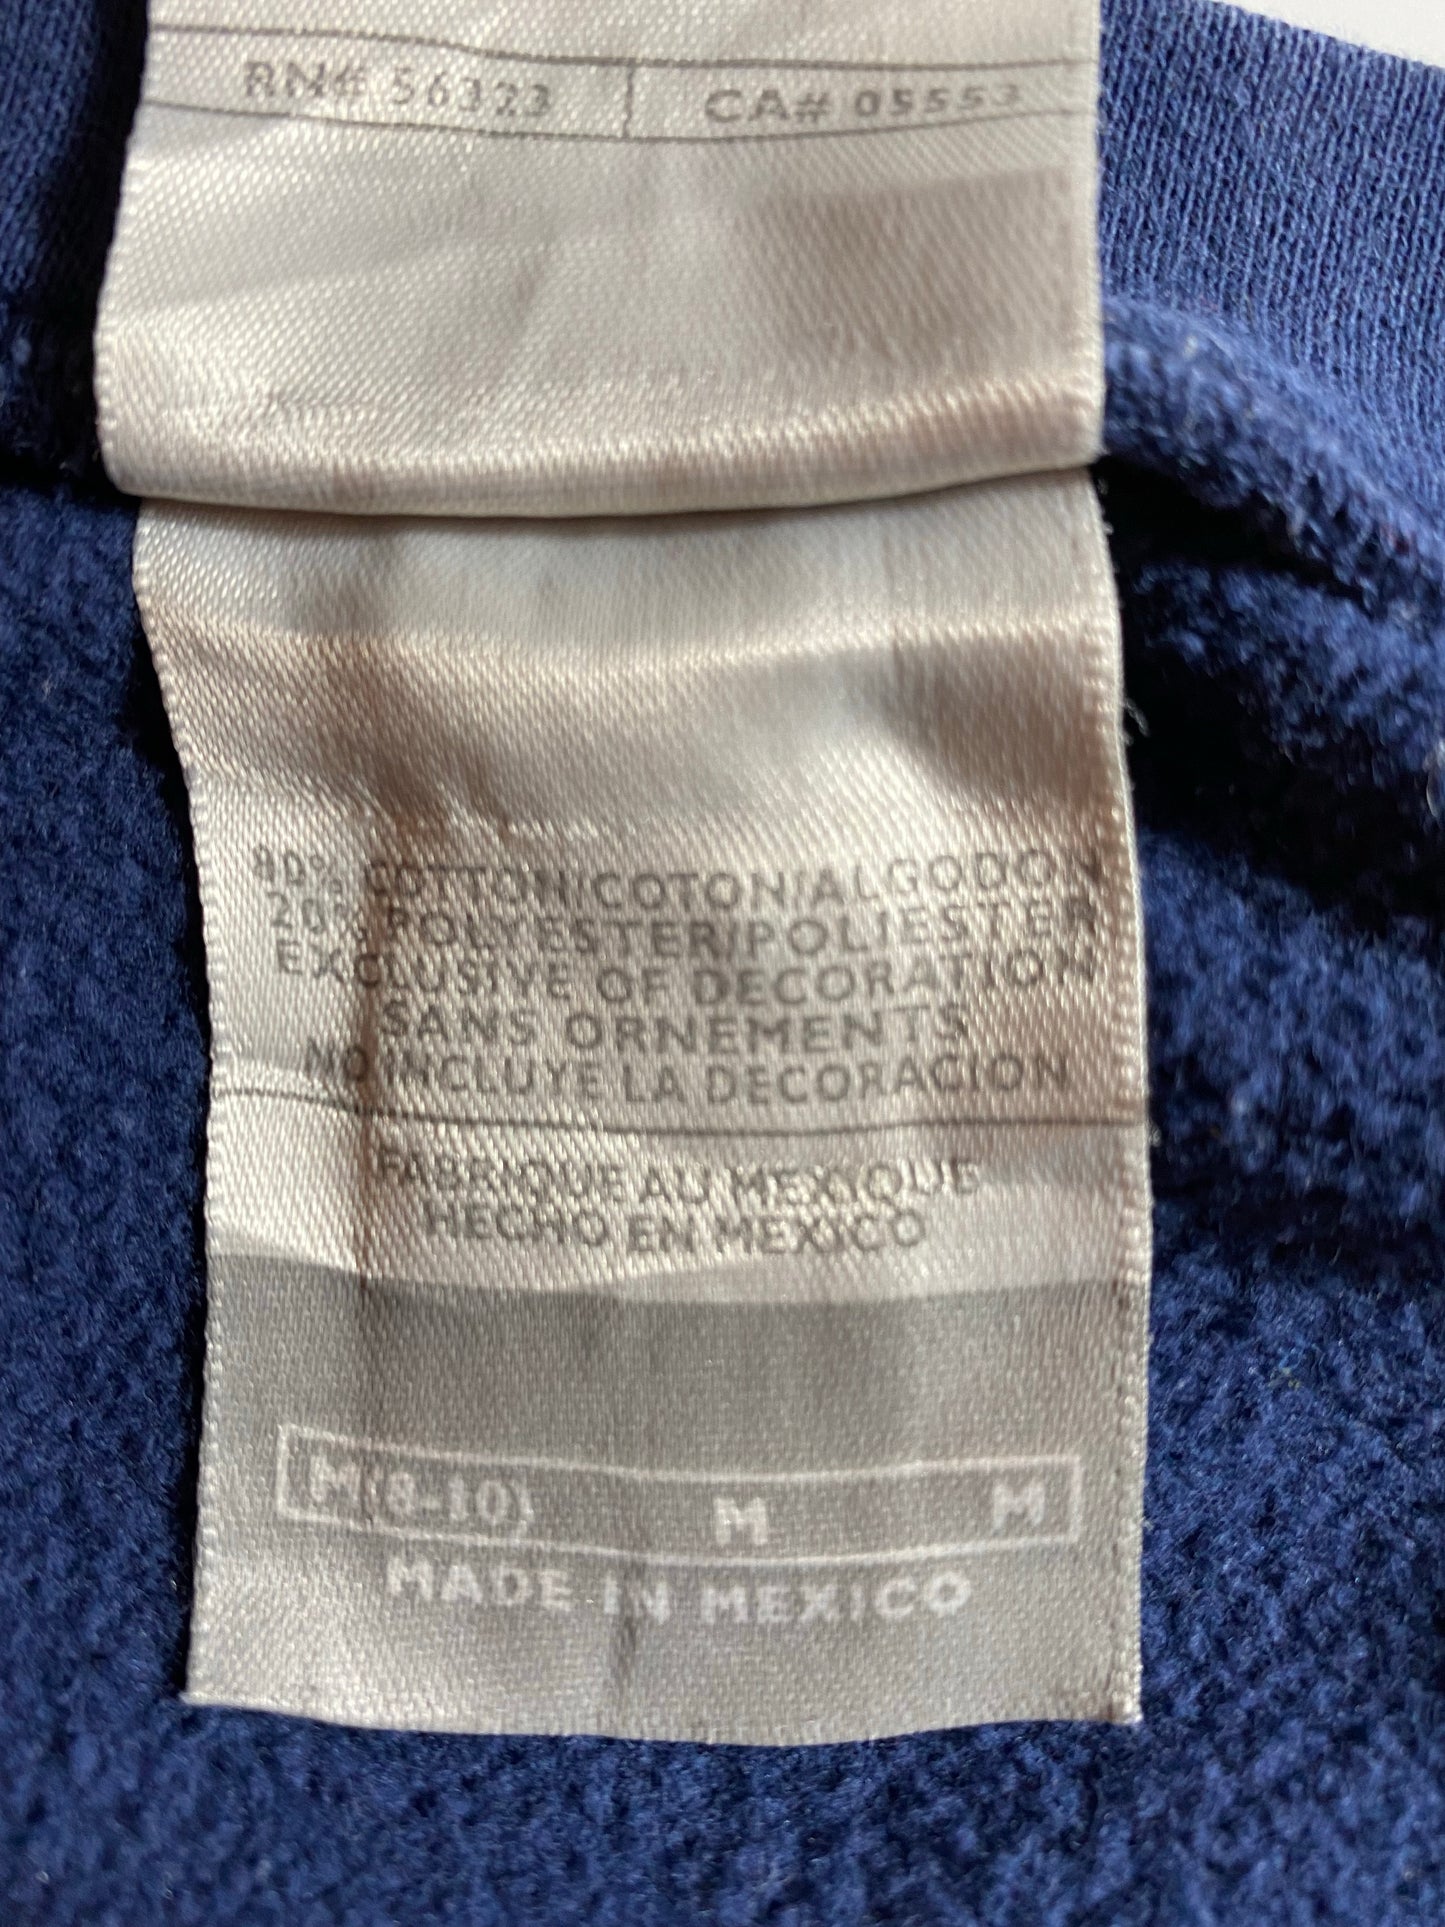 RN# 56323 CA# 05553
80% COTTON/COTON/ALGODON
20% POLYESTER/POLIESTER
EXCLUSIVE OF DECORATION
SANS ORNEMENTS
NO INCLUYE LA DECORACION
FABRIQUE AU MEXIQUE
HECHO EN MEXICO
M(8-10) M M
MADE IN MEXICO